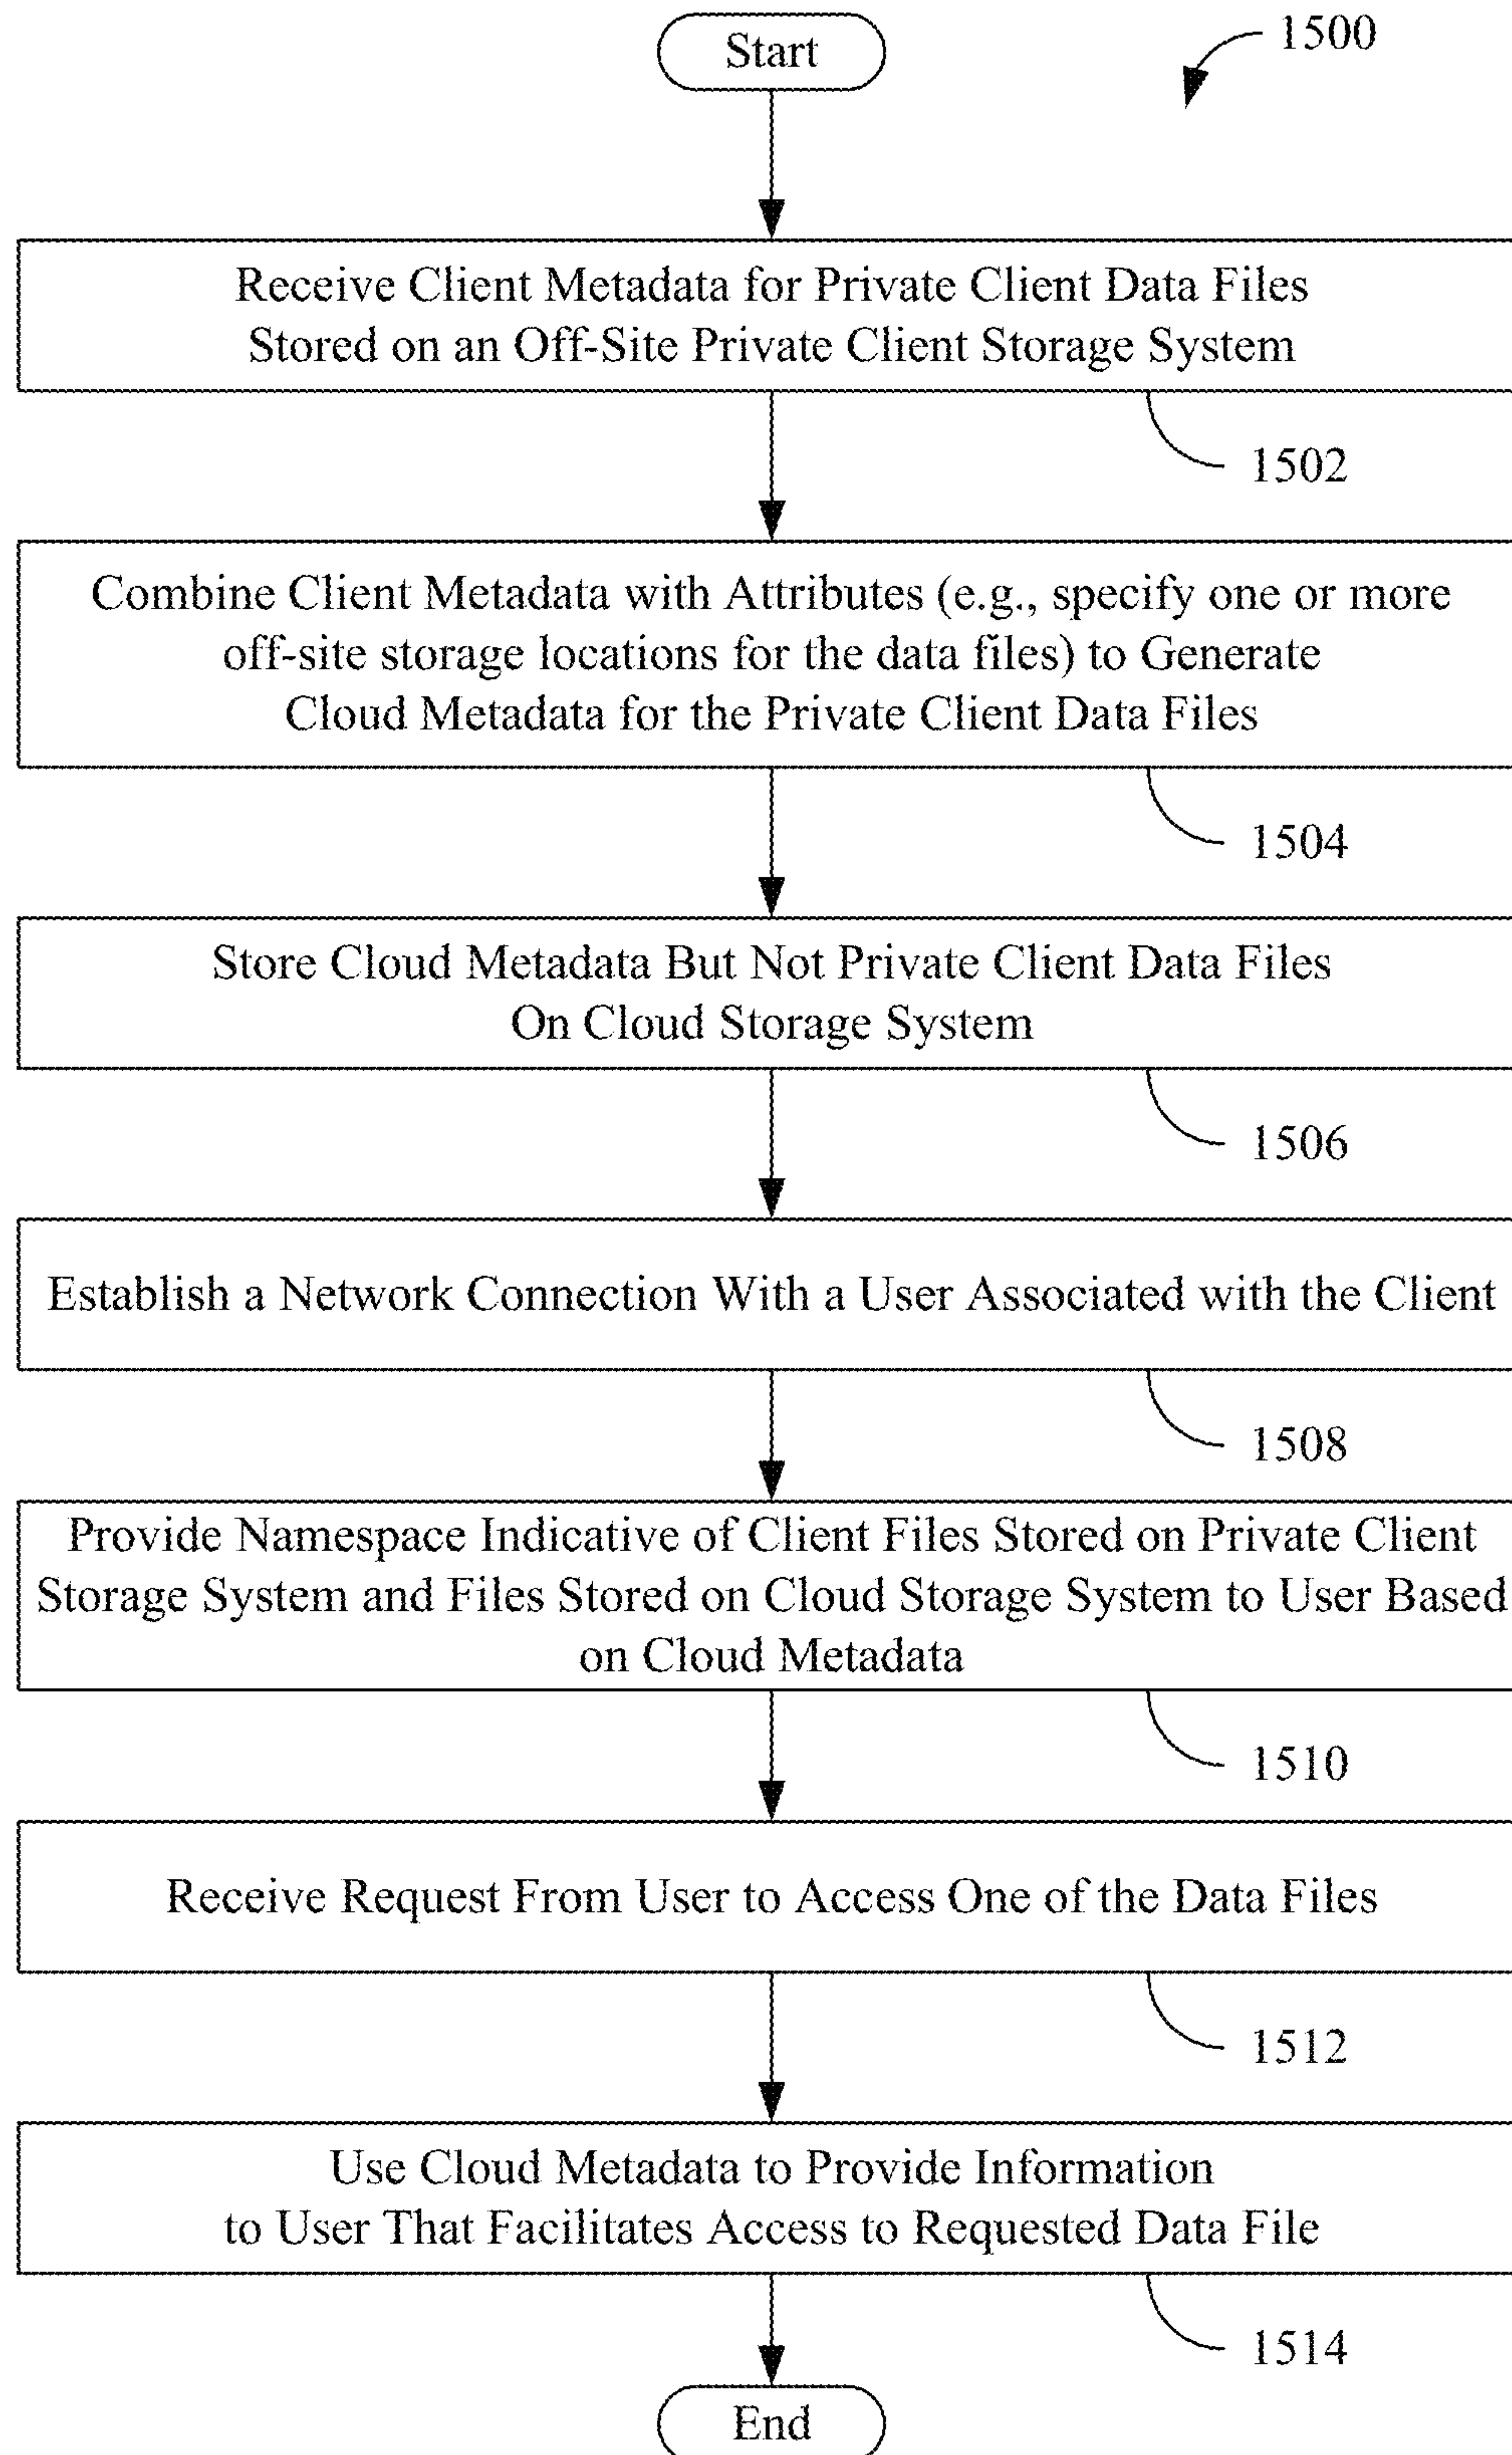 Start
1500
Receive Client Metadata for Private Client Data Files
Stored on an Off-Site Private Client Storage System
1502
Combine Client Metadata with Attributes (e.g., specify one or more
off-site storage locations for the data files) to Generate
Cloud Metadata for the Private Client Data Files
1504
Store Cloud Metadata But Not Private Client Data Files
On Cloud Storage System
1506
Establish a Network Connection With a User Associated with the Client
1508
Provide Namespace Indicative of Client Files Stored on Private Client
Storage System and Files Stored on Cloud Storage System to User Based
on Cloud Metadata
1510
Receive Request From User to Access One of the Data Files
1512
Use Cloud Metadata to Provide Information
to User That Facilitates Access to Requested Data File
1514
End